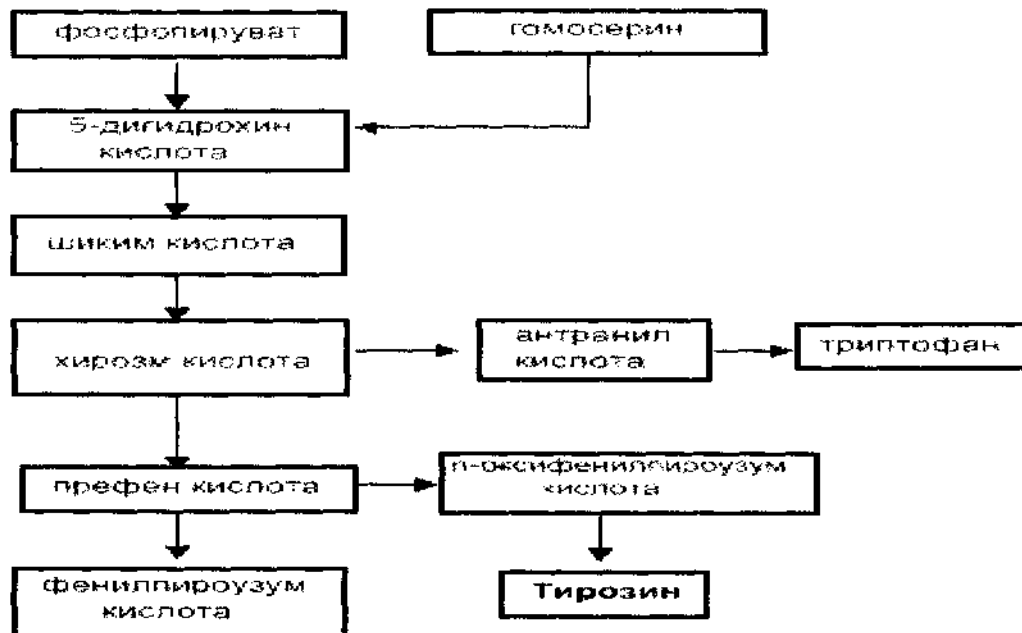 фосфопируват
гомосерин
5-дигидрохин
кислота
шиким кислота
хирозм кислота
антранил
кислота
триптофан
префен кислота
п-оксифенилпироузум
кислота
фенилпироузум
кислота
Тирозин